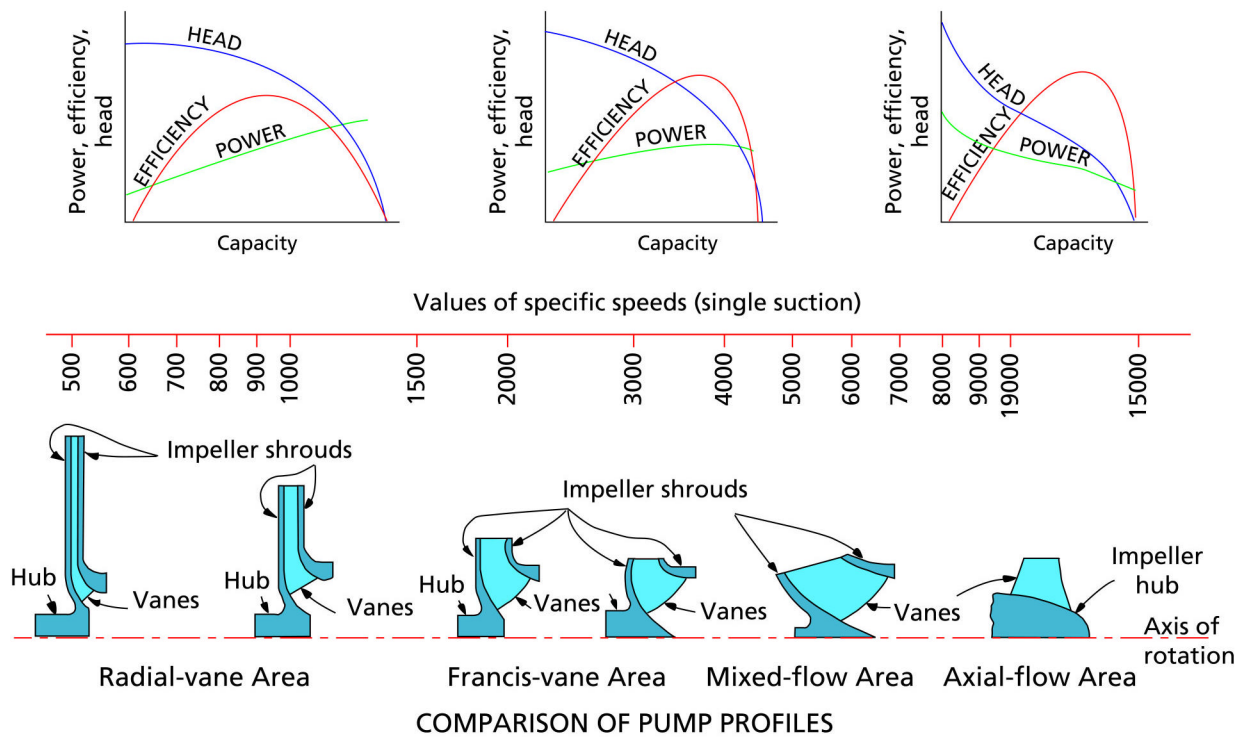 Power, efficiency,
head
HEAD
EFFICIENCY
POWER
Capacity
Power, efficiency,
head
HEAD
EFFICIENCY
POWER
Capacity
Power, efficiency,
head
HEAD
EFFICIENCY
POWER
Capacity
Values of specific speeds (single suction)
500 600 700 800 900 1000 1500 2000 3000 4000 5000 6000 7000 8000 9000 19000 15000
Impeller shrouds
Impeller shrouds
Hub
Vanes
Hub
Vanes
Hub
Vanes
Vanes
Vanes
Impeller
hub
Axis of
rotation
Radial-vane Area
Francis-vane Area
Mixed-flow Area
Axial-flow Area
COMPARISON OF PUMP PROFILES